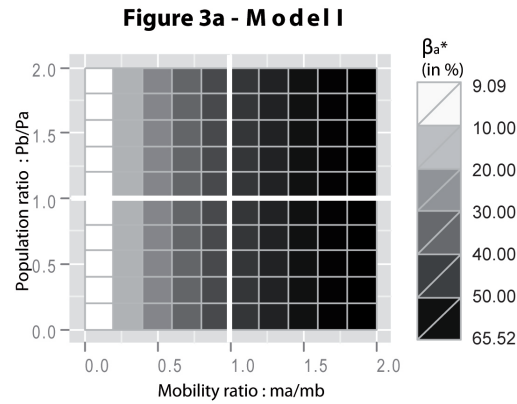 Figure 3a - Model I
βa*
(in %)
9.09
10.00
20.00
30.00
40.00
50.00
65.52
Population ratio : Pb/Pa
2.0
1.5
1.0
0.5
0.0
0.0 0.5 1.0 1.5 2.0
Mobility ratio : ma/mb